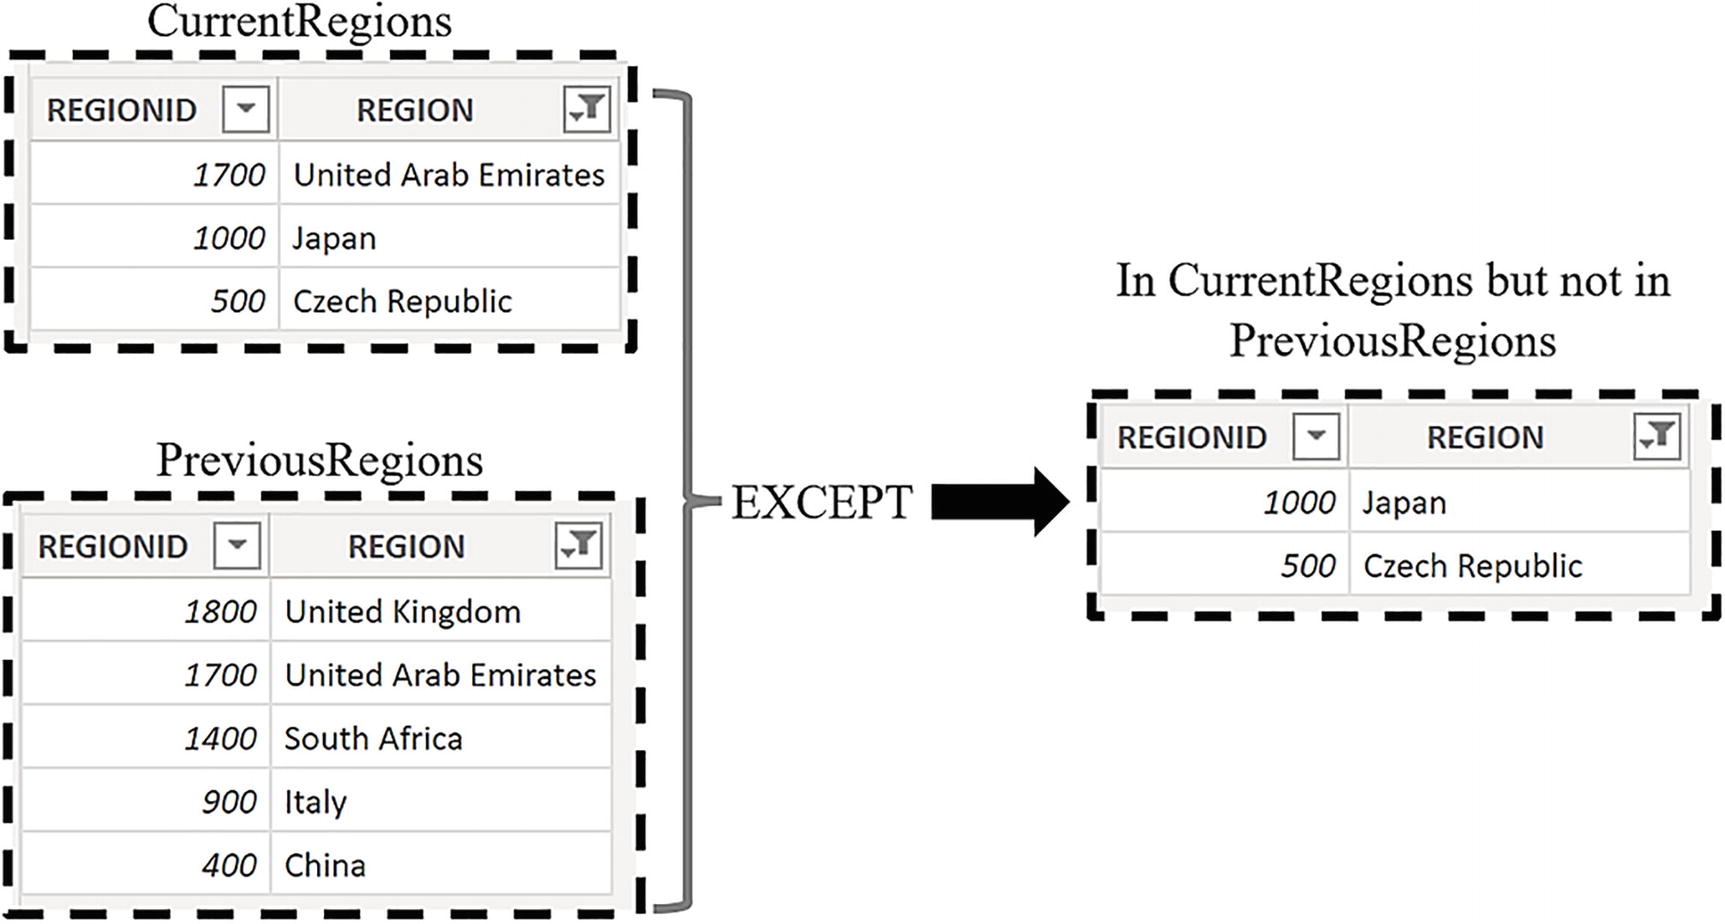 CurrentRegions
REGIONID REGION
1700 United Arab Emirates
1000 Japan
500 Czech Republic
PreviousRegions
REGIONID REGION
1800 United Kingdom
1700 United Arab Emirates
1400 South Africa
900 Italy
400 China
EXCEPT
In CurrentRegions but not in
PreviousRegions
REGIONID REGION
1000 Japan
500 Czech Republic